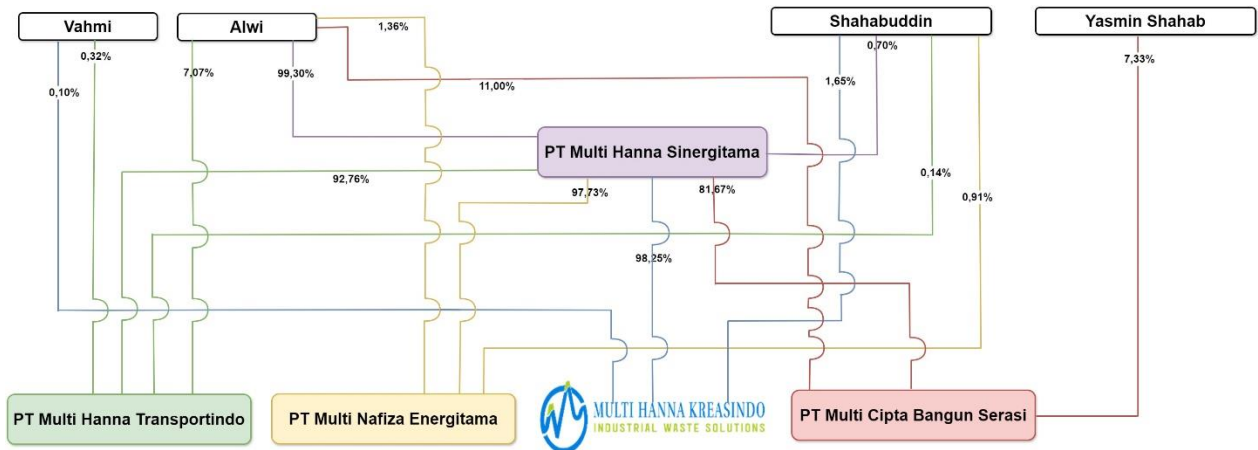 Vahmi
Alwi
Shahabuddin
Yasmin Shahab
1,36%
0,32%
7,07%
99,30%
0,70%
7,33%
0,10%
11,00%
1,65%
PT Multi Hanna Sinergitama
92,76%
97,73%
81,67%
0,14%
0,91%
98,25%
PT Multi Hanna Transportindo
PT Multi Nafiza Energitama
MULTI HANNA KREASINDO
INDUSTRIAL WASTE SOLUTIONS
PT Multi Cipta Bangun Serasi